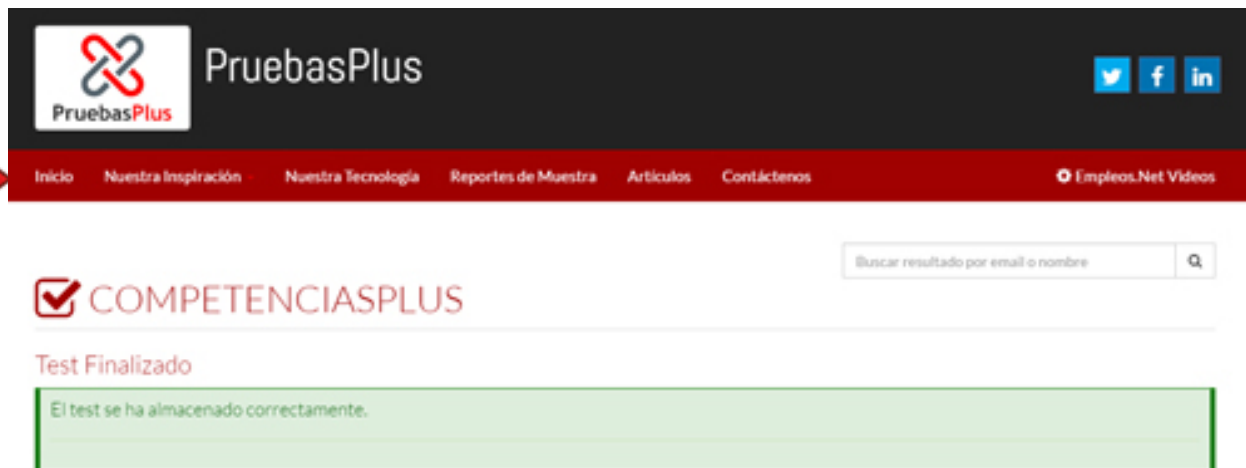 PruebasPlus
PruebasPlus
Inicio Nuestra Inspiración Nuestra Tecnología Reportes de Muestra Artículos Contáctenos Empleos.Net Videos
Buscar resultado por email o nombre
COMPETENCIASPLUS
Test Finalizado
El test se ha almacenado correctamente.